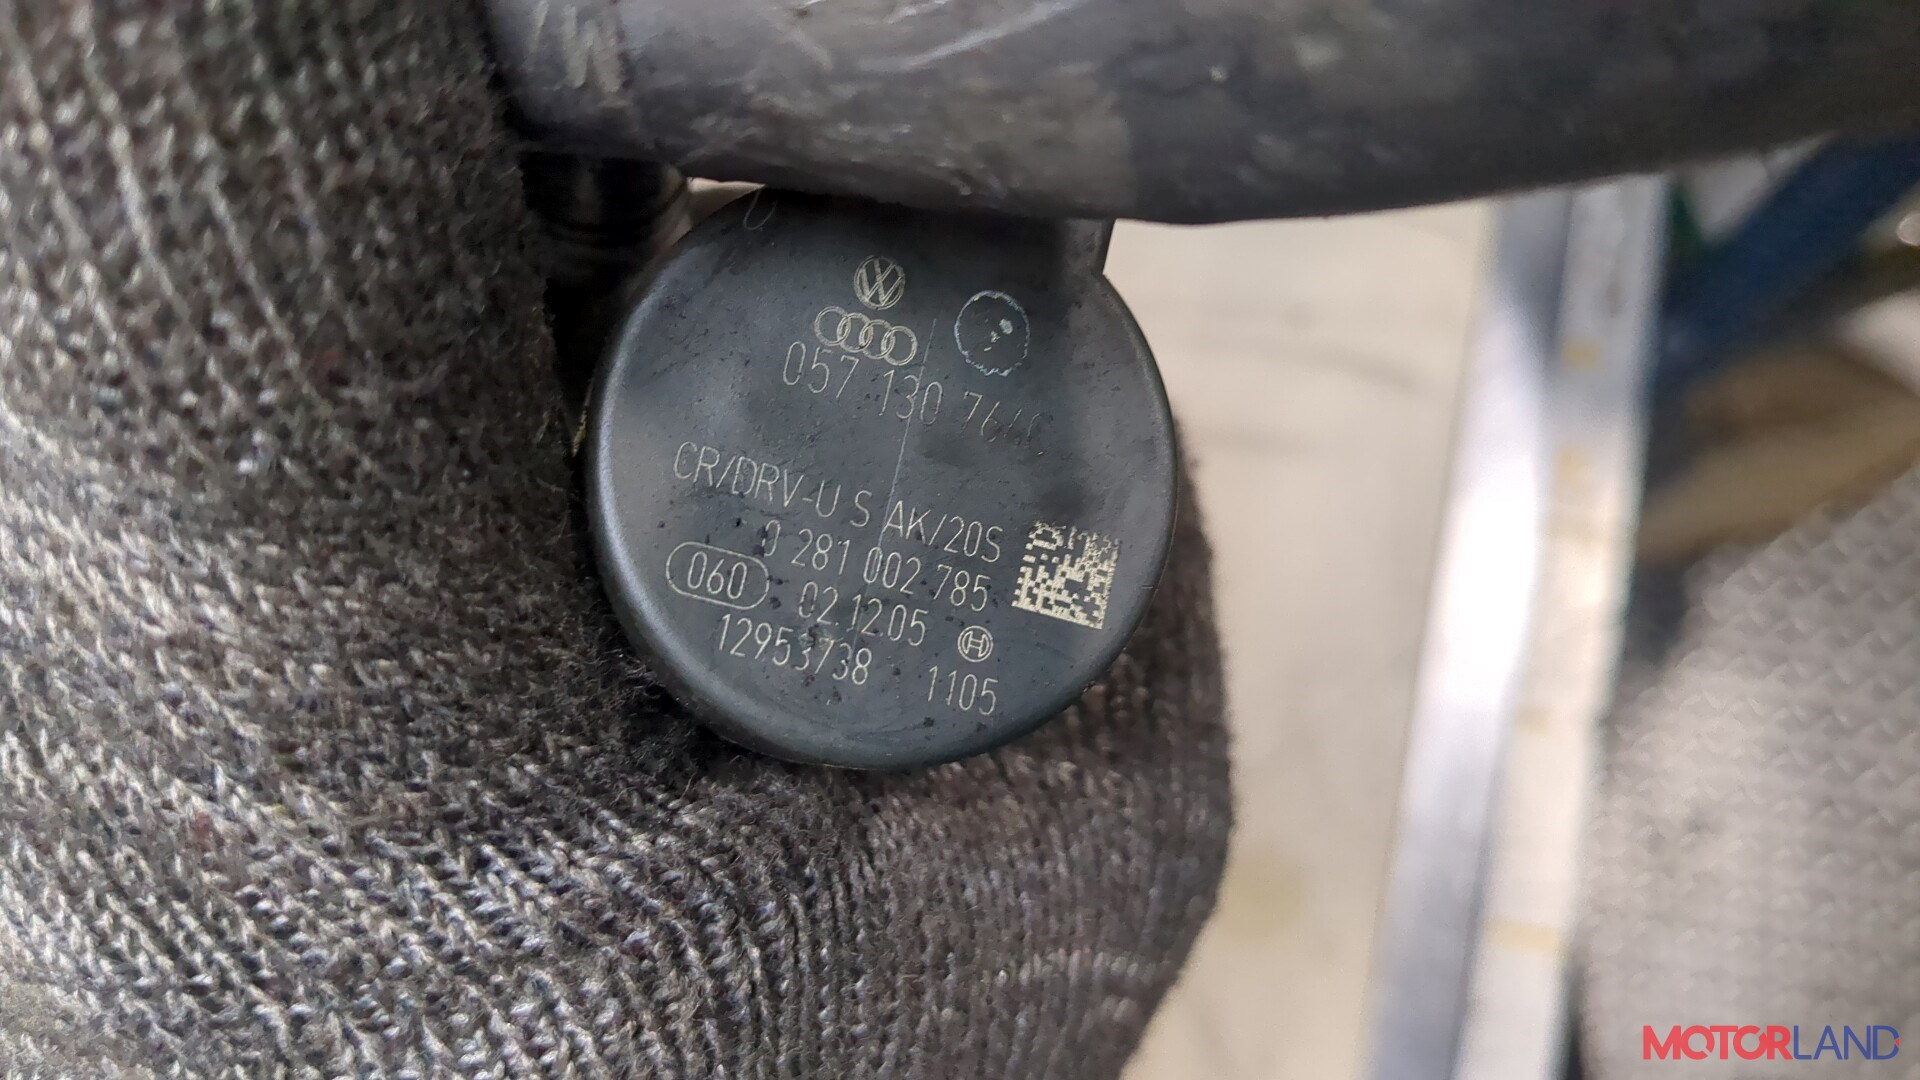 057 130 764
CR/DRV-U S AK/20S
0 281 002 785
060 02.12.05
12953738 1105
MOTORLAND